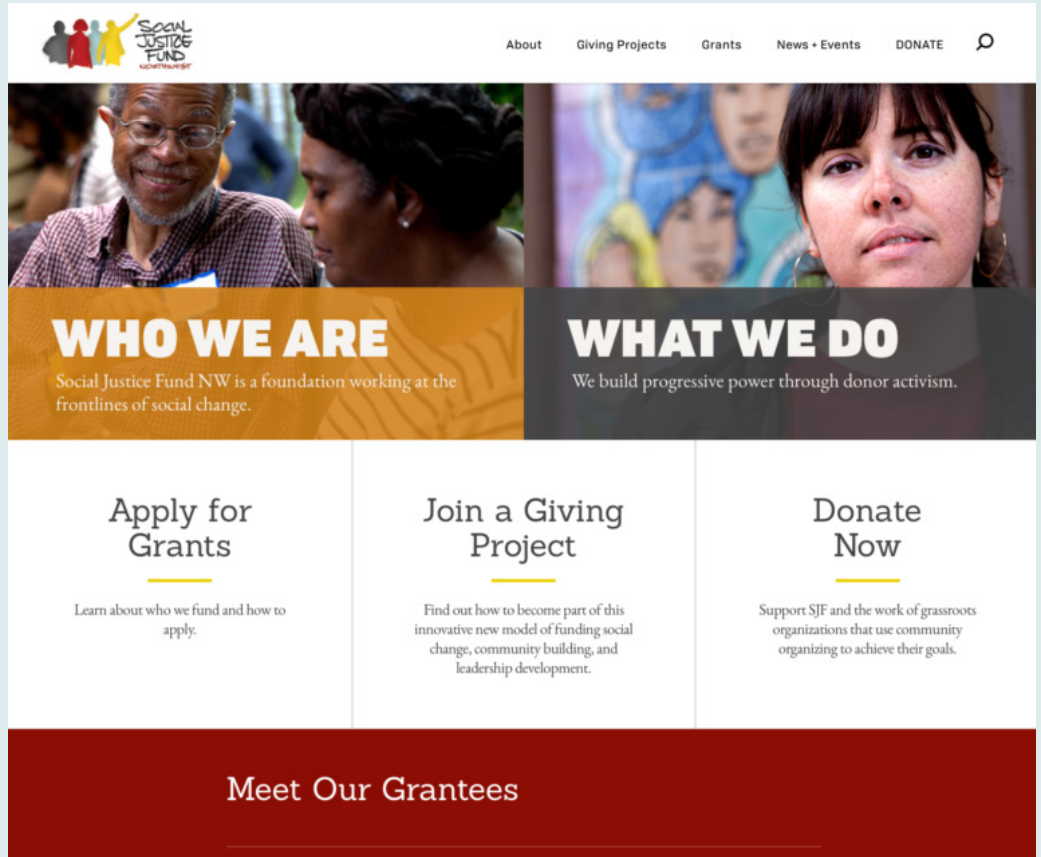 SOCIAL
JUSTICE
FUND
NORTHWEST
About Giving Projects Grants News + Events DONATE
WHO WE ARE
Social Justice Fund NW is a foundation working at the
frontlines of social change.
WHAT WE DO
We build progressive power through donor activism.
Apply for
Grants
Learn about who we fund and how to
apply.
Join a Giving
Project
Find out how to become part of this
innovative new model of funding social
change, community building, and
leadership development.
Donate
Now
Support SJF and the work of grassroots
organizations that use community
organizing to achieve their goals.
Meet Our Grantees